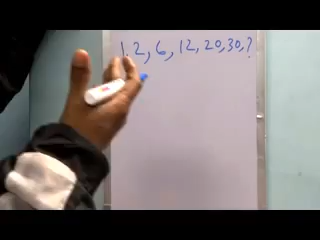 1. 2, 6, 12, 20, 30, ?